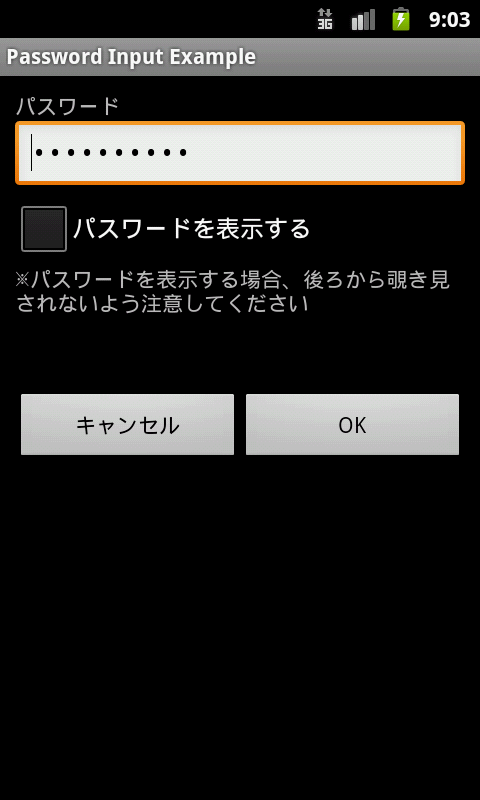 3G 9:03
Password Input Example
パスワード
••••••••••
パスワードを表示する
※パスワードを表示する場合、後ろから覗き見
されないよう注意してください
キャンセル OK